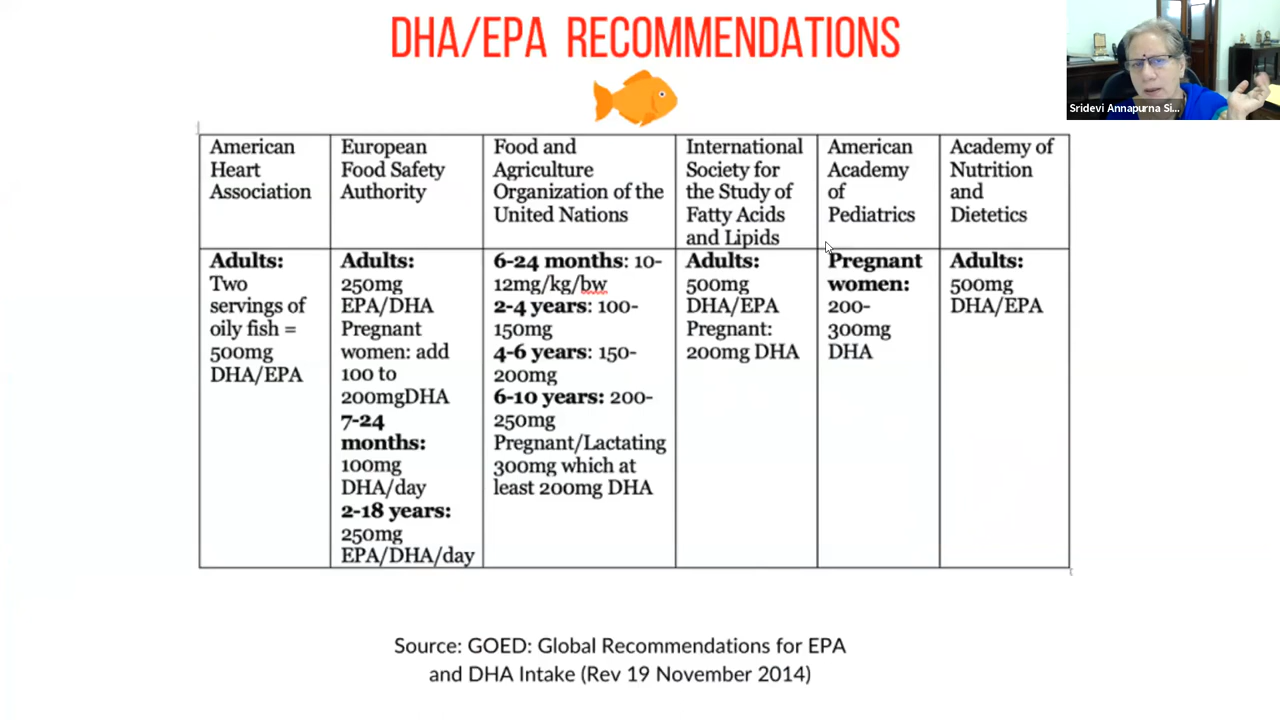 DHA/EPA RECOMMENDATIONS
Sridevi Annapurna Si...
American
Heart
Association
European
Food Safety
Authority
Food and
Agriculture
Organization of the
United Nations
International
Society for
the Study of
Fatty Acids
and Lipids
American
Academy
of
Pediatrics
Academy of
Nutrition
and
Dietetics
Adults:
Two
servings of
oily fish =
500mg
DHA/EPA
Adults:
250mg
EPA/DHA
Pregnant
women: add
100 to
200mgDHA
7-24
months:
100mg
DHA/day
2-18 years:
250mg
EPA/DHA/day
6-24 months: 10-
12mg/kg/bw
2-4 years: 100-
150mg
4-6 years: 150-
200mg
6-10 years: 200-
250mg
Pregnant/Lactating
300mg which at
least 200mg DHA
Adults:
500mg
DHA/EPA
Pregnant:
200mg DHA
Pregnant
women:
200-
300mg
DHA
Adults:
500mg
DHA/EPA
Source: GOED: Global Recommendations for EPA
and DHA Intake (Rev 19 November 2014)